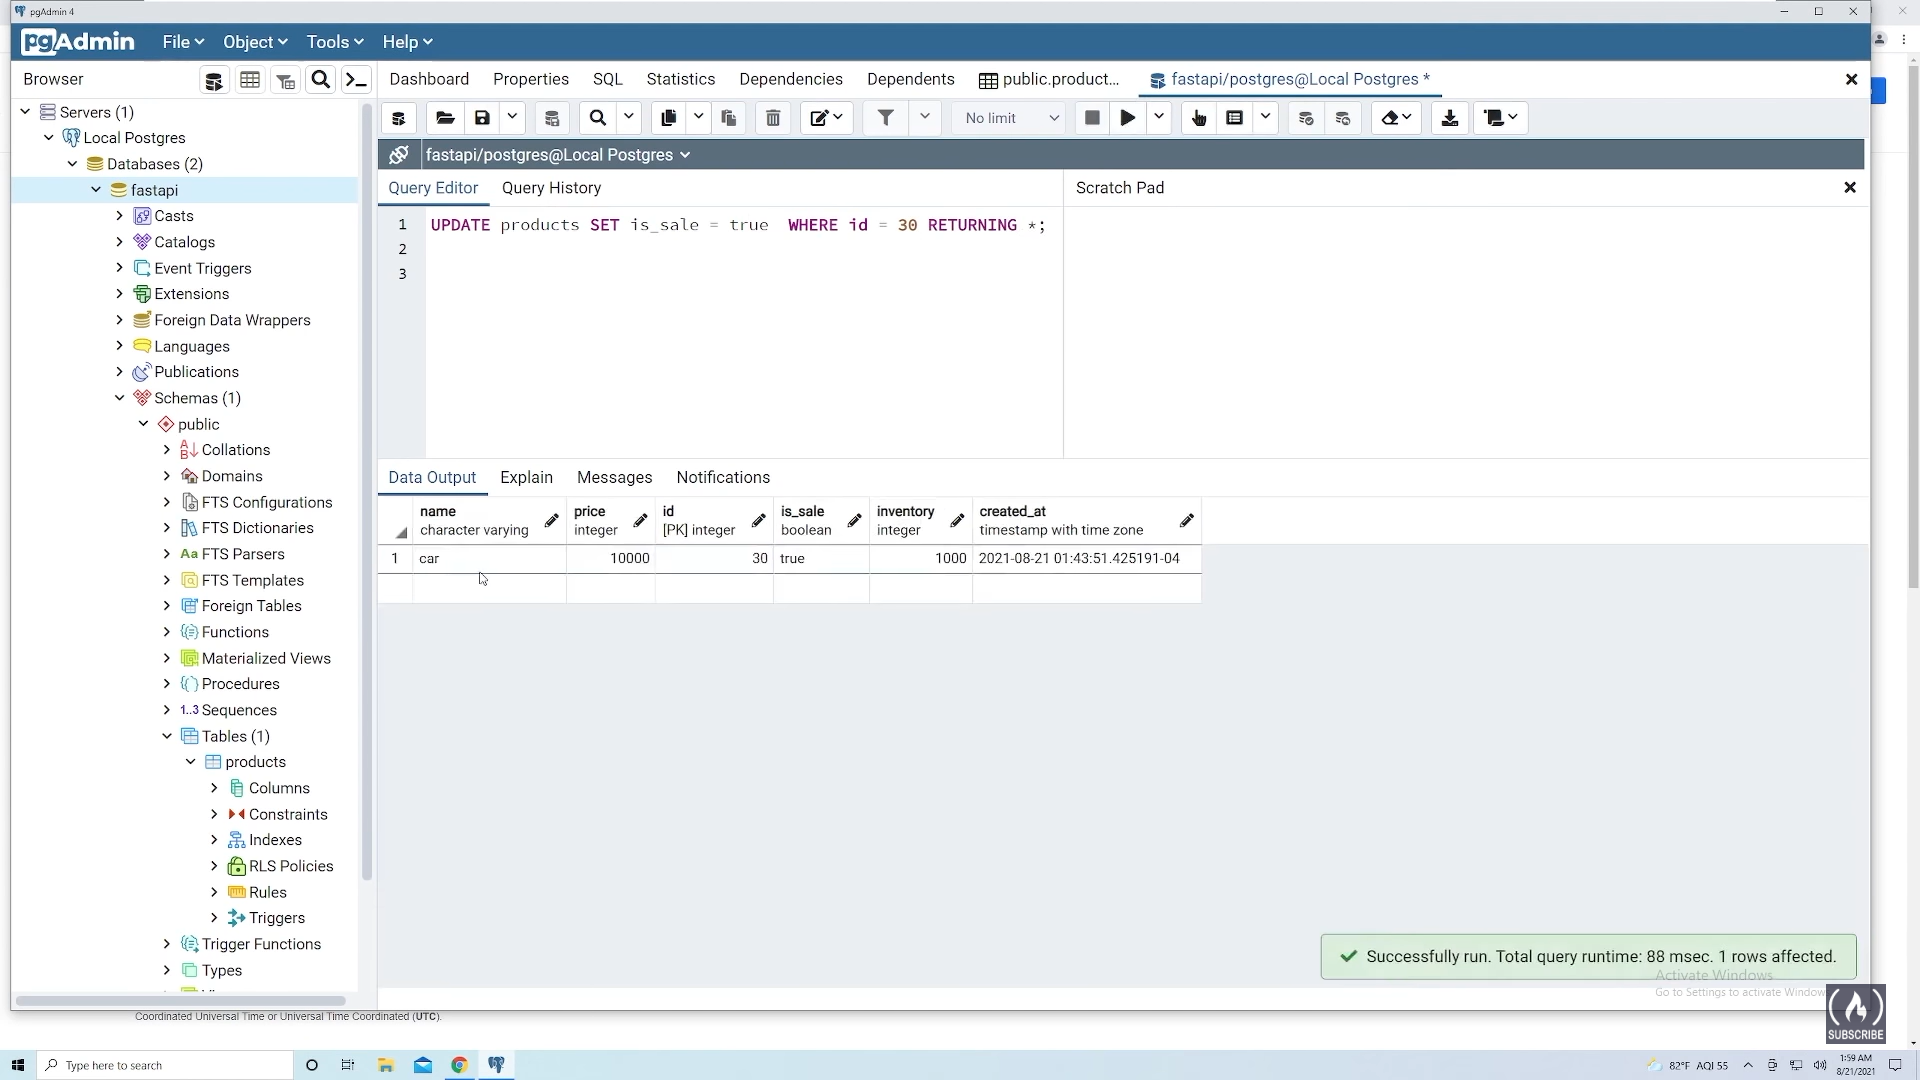 pgAdmin 4
pgAdmin File Object Tools Help
Browser
Dashboard Properties SQL Statistics Dependencies Dependents public.product... fastapi/postgres@Local Postgres *
No limit
fastapi/postgres@Local Postgres
Query Editor Query History
Scratch Pad
1 UPDATE products SET is_sale = true  WHERE id = 30 RETURNING *;
2
3
Servers (1)
Local Postgres
Databases (2)
fastapi
Casts
Catalogs
Event Triggers
Extensions
Foreign Data Wrappers
Languages
Publications
Schemas (1)
public
Collations
Domains
FTS Configurations
FTS Dictionaries
Aa FTS Parsers
FTS Templates
Foreign Tables
Functions
Materialized Views
Procedures
1..3 Sequences
Tables (1)
products
Columns
Constraints
Indexes
RLS Policies
Rules
Triggers
Trigger Functions
Types
Data Output Explain Messages Notifications
name price id is_sale inventory created_at
character varying integer [PK] integer boolean integer timestamp with time zone
1 car 10000 30 true 1000 2021-08-21 01:43:51.425191-04
Successfully run. Total query runtime: 88 msec. 1 rows affected.
Activate Windows
Go to Settings to activate Window
SUBSCRIBE
Coordinated Universal Time or Universal Time Coordinated (UTC).
Type here to search
82°F AQI 55
1:59 AM
8/21/2021